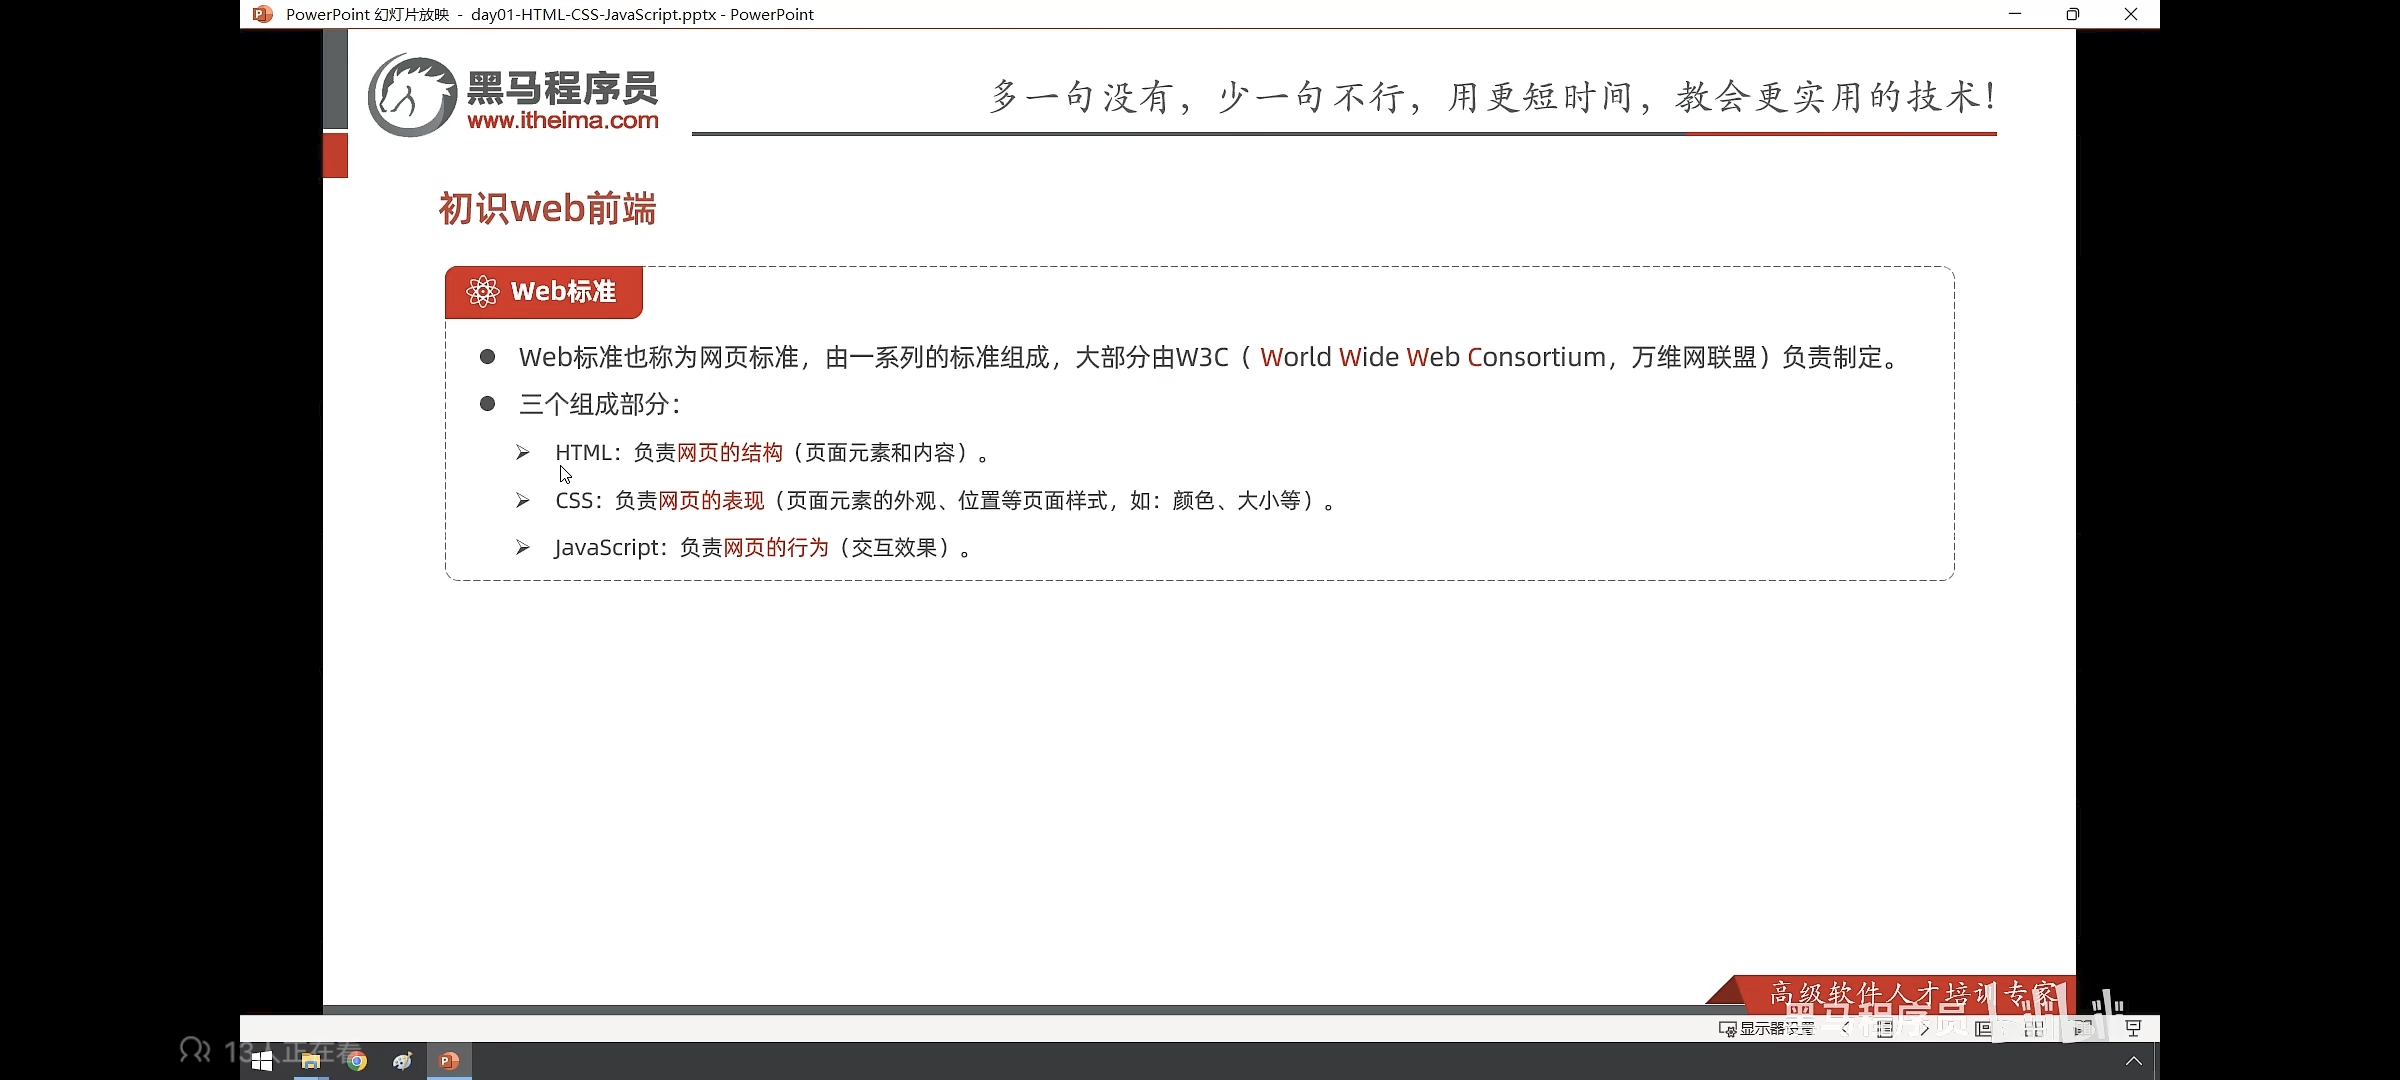 PowerPoint 幻灯片放映 - day01-HTML-CSS-JavaScript.pptx - PowerPoint
黑马程序员
www.itheima.com
多一句没有，少一句不行，用更短时间，教会更实用的技术！
初识web前端
Web标准
● Web标准也称为网页标准，由一系列的标准组成，大部分由W3C（ World Wide Web Consortium，万维网联盟）负责制定。
● 三个组成部分：
➢ HTML：负责网页的结构（页面元素和内容）。
➢ CSS：负责网页的表现（页面元素的外观、位置等页面样式，如：颜色、大小等）。
➢ JavaScript：负责网页的行为（交互效果）。
高级软件人才培训专家
黑马程序员
显示器设置
13人正在看